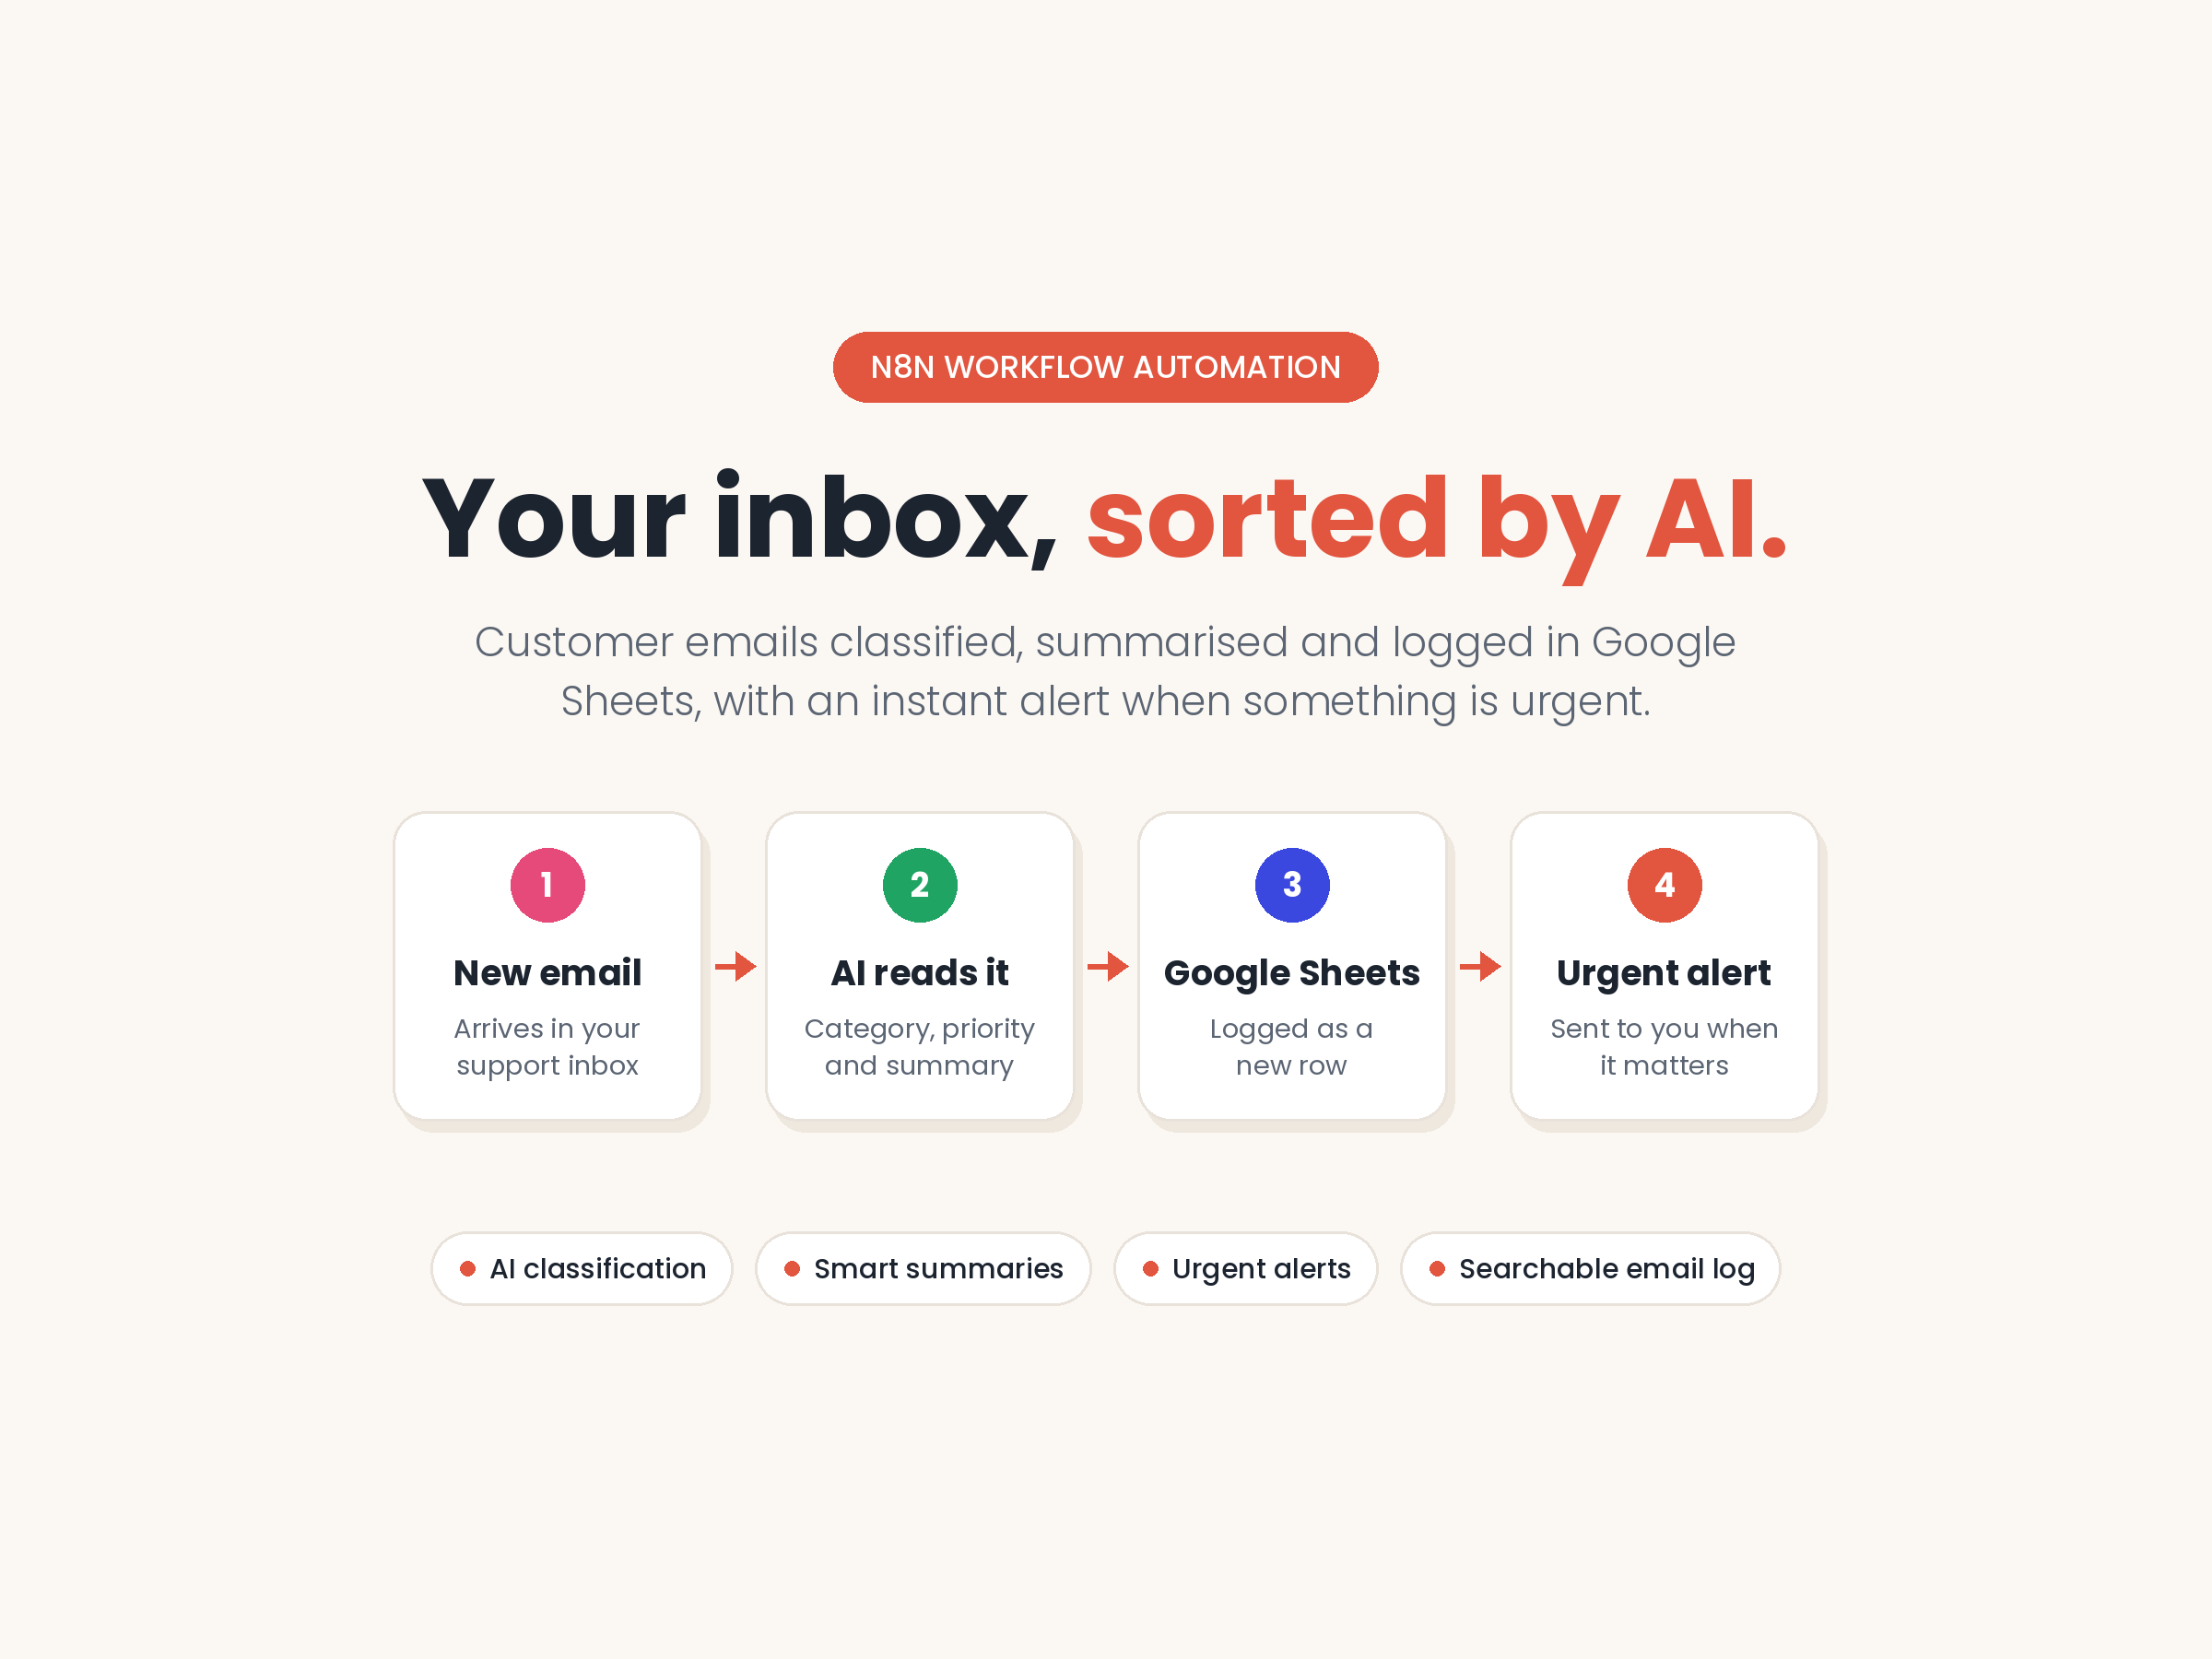 N8N WORKFLOW AUTOMATION
Your inbox, sorted by AI.
Customer emails classified, summarised and logged in Google
Sheets, with an instant alert when something is urgent.
1
New email
Arrives in your
support inbox
2
AI reads it
Category, priority
and summary
3
Google Sheets
Logged as a
new row
4
Urgent alert
Sent to you when
it matters
AI classification
Smart summaries
Urgent alerts
Searchable email log